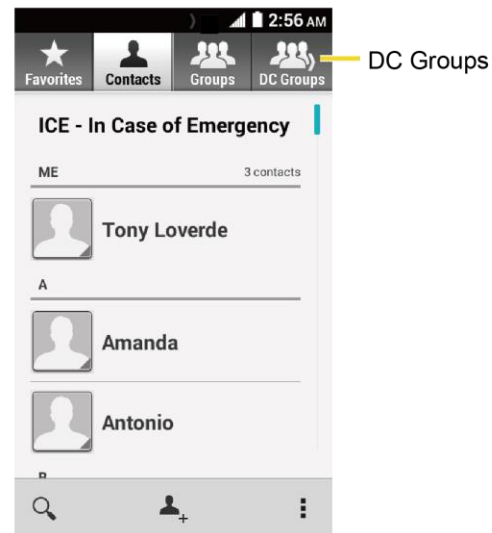 2:56 AM
Favorites Contacts Groups DC Groups
DC Groups
ICE - In Case of Emergency
ME 3 contacts
Tony Loverde
A
Amanda
Antonio